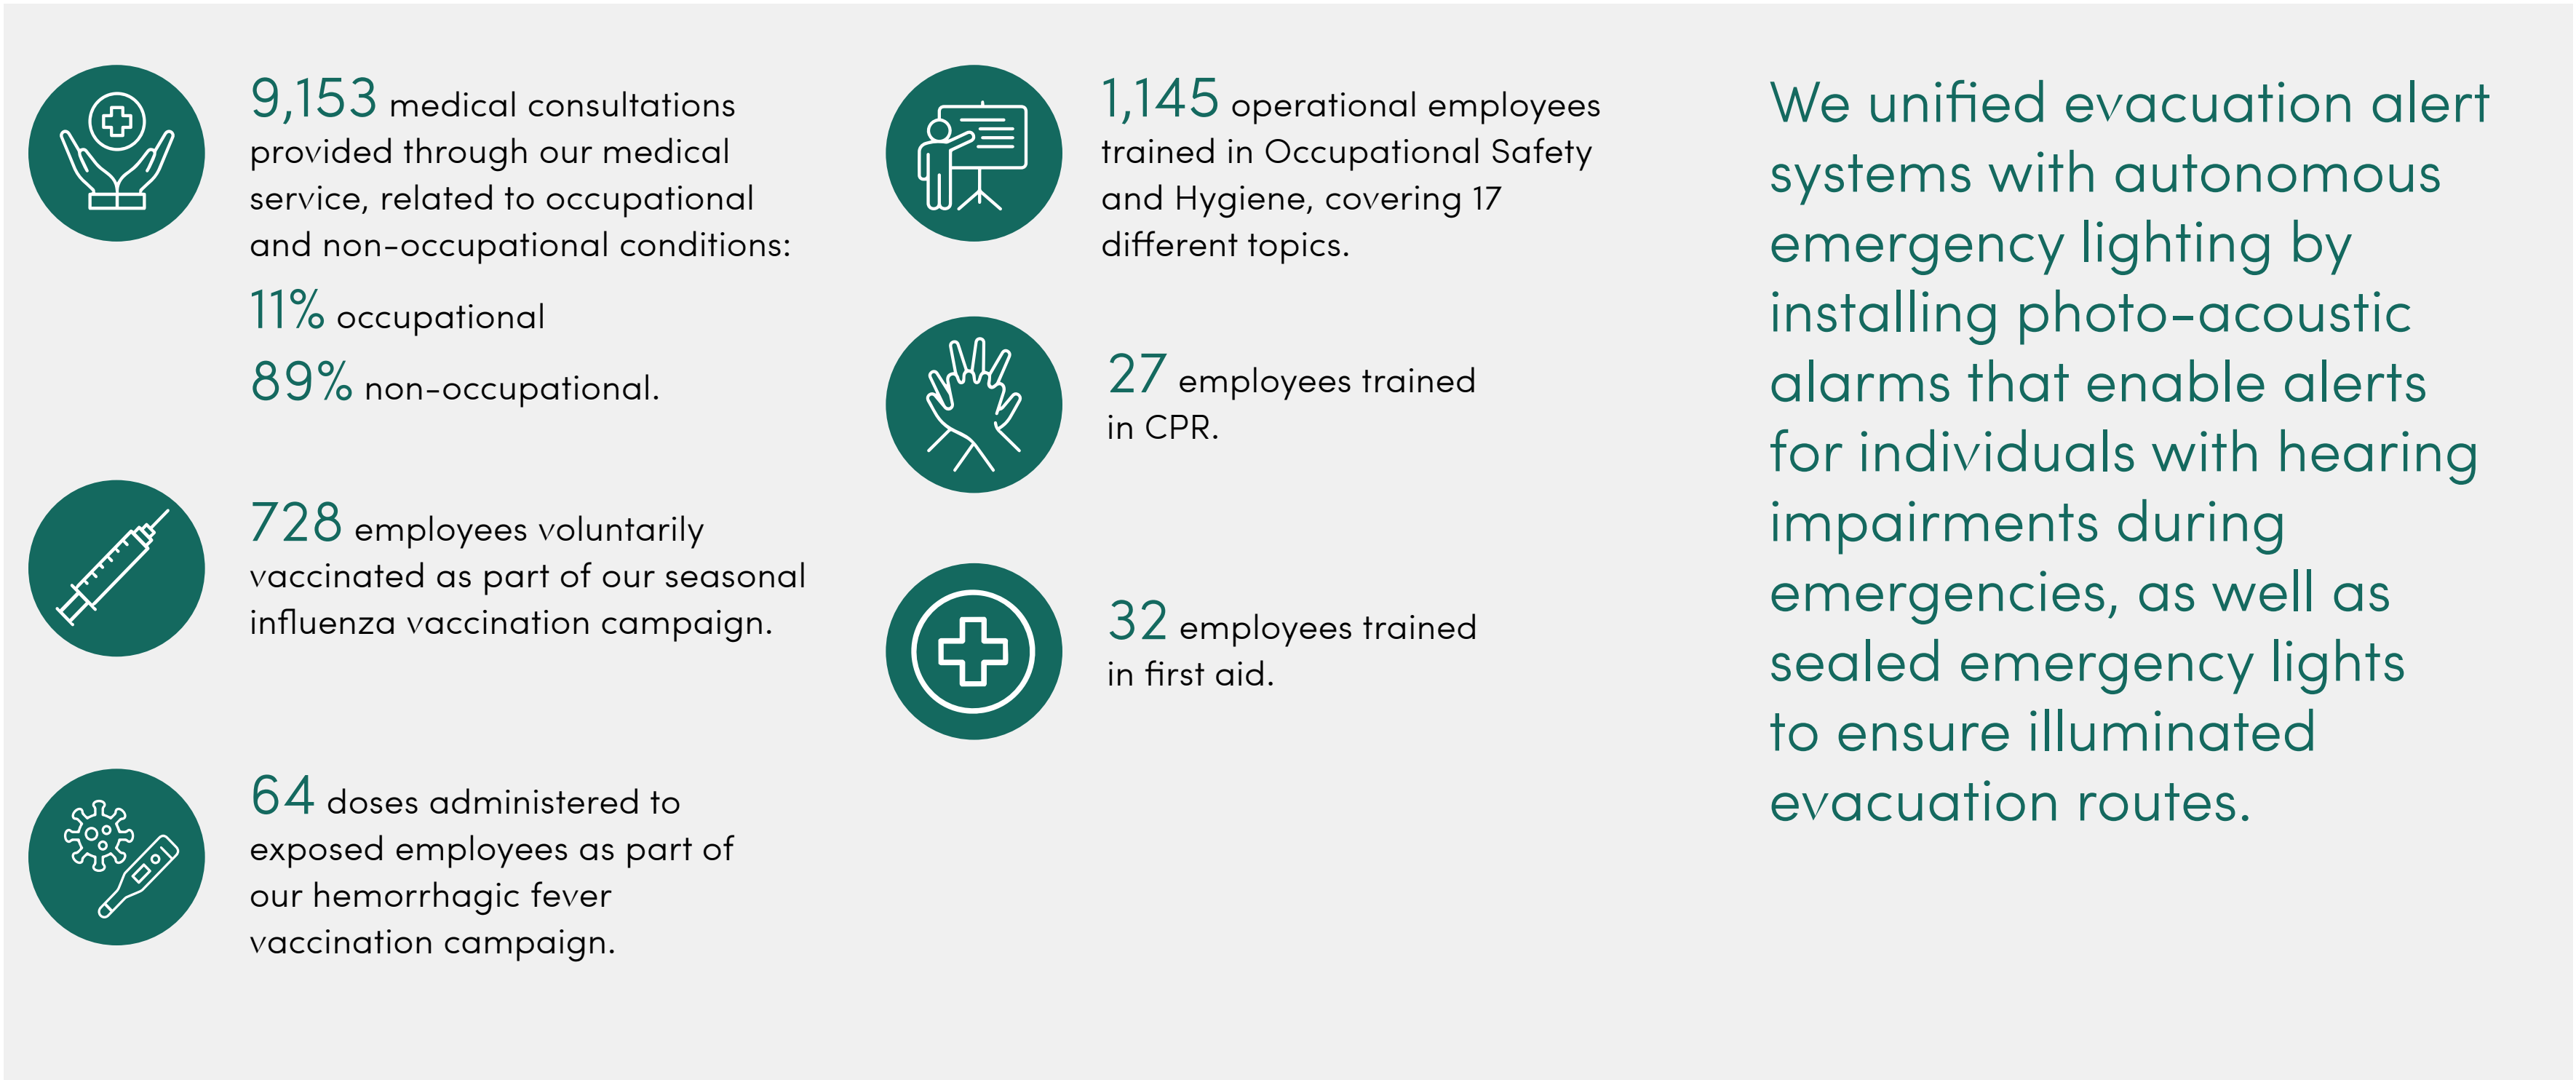 9,153 medical consultations
provided through our medical
service, related to occupational
and non-occupational conditions:
11% occupational
89% non-occupational.
728 employees voluntarily
vaccinated as part of our seasonal
influenza vaccination campaign.
64 doses administered to
exposed employees as part of
our hemorrhagic fever
vaccination campaign.
1,145 operational employees
trained in Occupational Safety
and Hygiene, covering 17
different topics.
27 employees trained
in CPR.
32 employees trained
in first aid.
We unified evacuation alert
systems with autonomous
emergency lighting by
installing photo-acoustic
alarms that enable alerts
for individuals with hearing
impairments during
emergencies, as well as
sealed emergency lights
to ensure illuminated
evacuation routes.